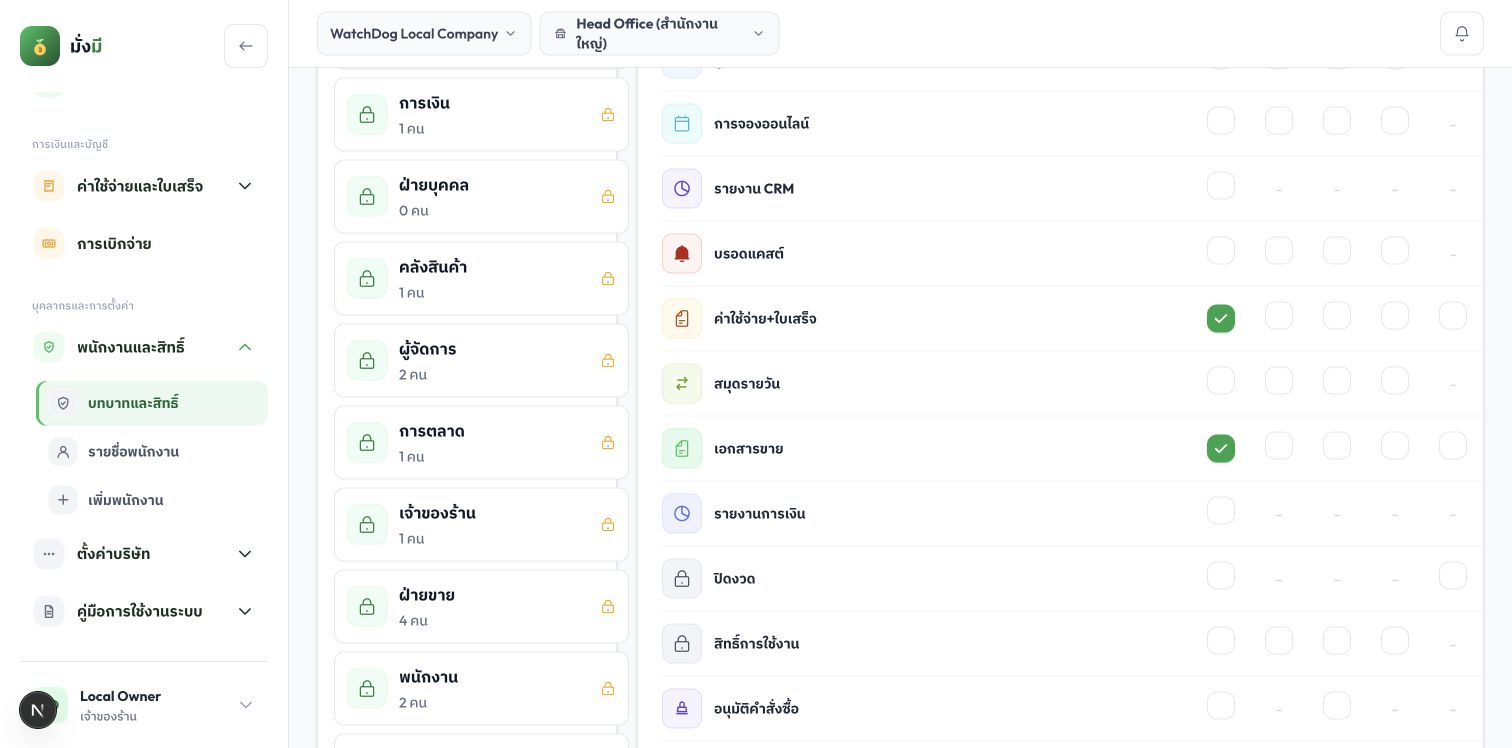 มั่งมี
WatchDog Local Company
Head Office (สำนักงาน
ใหญ่)
การเงินและบัญชี
ค่าใช้จ่ายและใบเสร็จ
การเบิกจ่าย
บุคลากรและการตั้งค่า
พนักงานและสิทธิ์
บทบาทและสิทธิ์
รายชื่อพนักงาน
เพิ่มพนักงาน
ตั้งค่าบริษัท
คู่มือการใช้งานระบบ
N
Local Owner
เจ้าของร้าน
การเงิน
1 คน
ฝ่ายบุคคล
0 คน
คลังสินค้า
1 คน
ผู้จัดการ
2 คน
การตลาด
1 คน
เจ้าของร้าน
1 คน
ฝ่ายขาย
4 คน
พนักงาน
2 คน
การจองออนไลน์
–
รายงาน CRM
– – – –
บรอดแคสต์
–
ค่าใช้จ่าย+ใบเสร็จ
สมุดรายวัน
–
เอกสารขาย
รายงานการเงิน
– – – –
ปิดงวด
– – –
สิทธิ์การใช้งาน
–
อนุมัติคำสั่งซื้อ
– – –